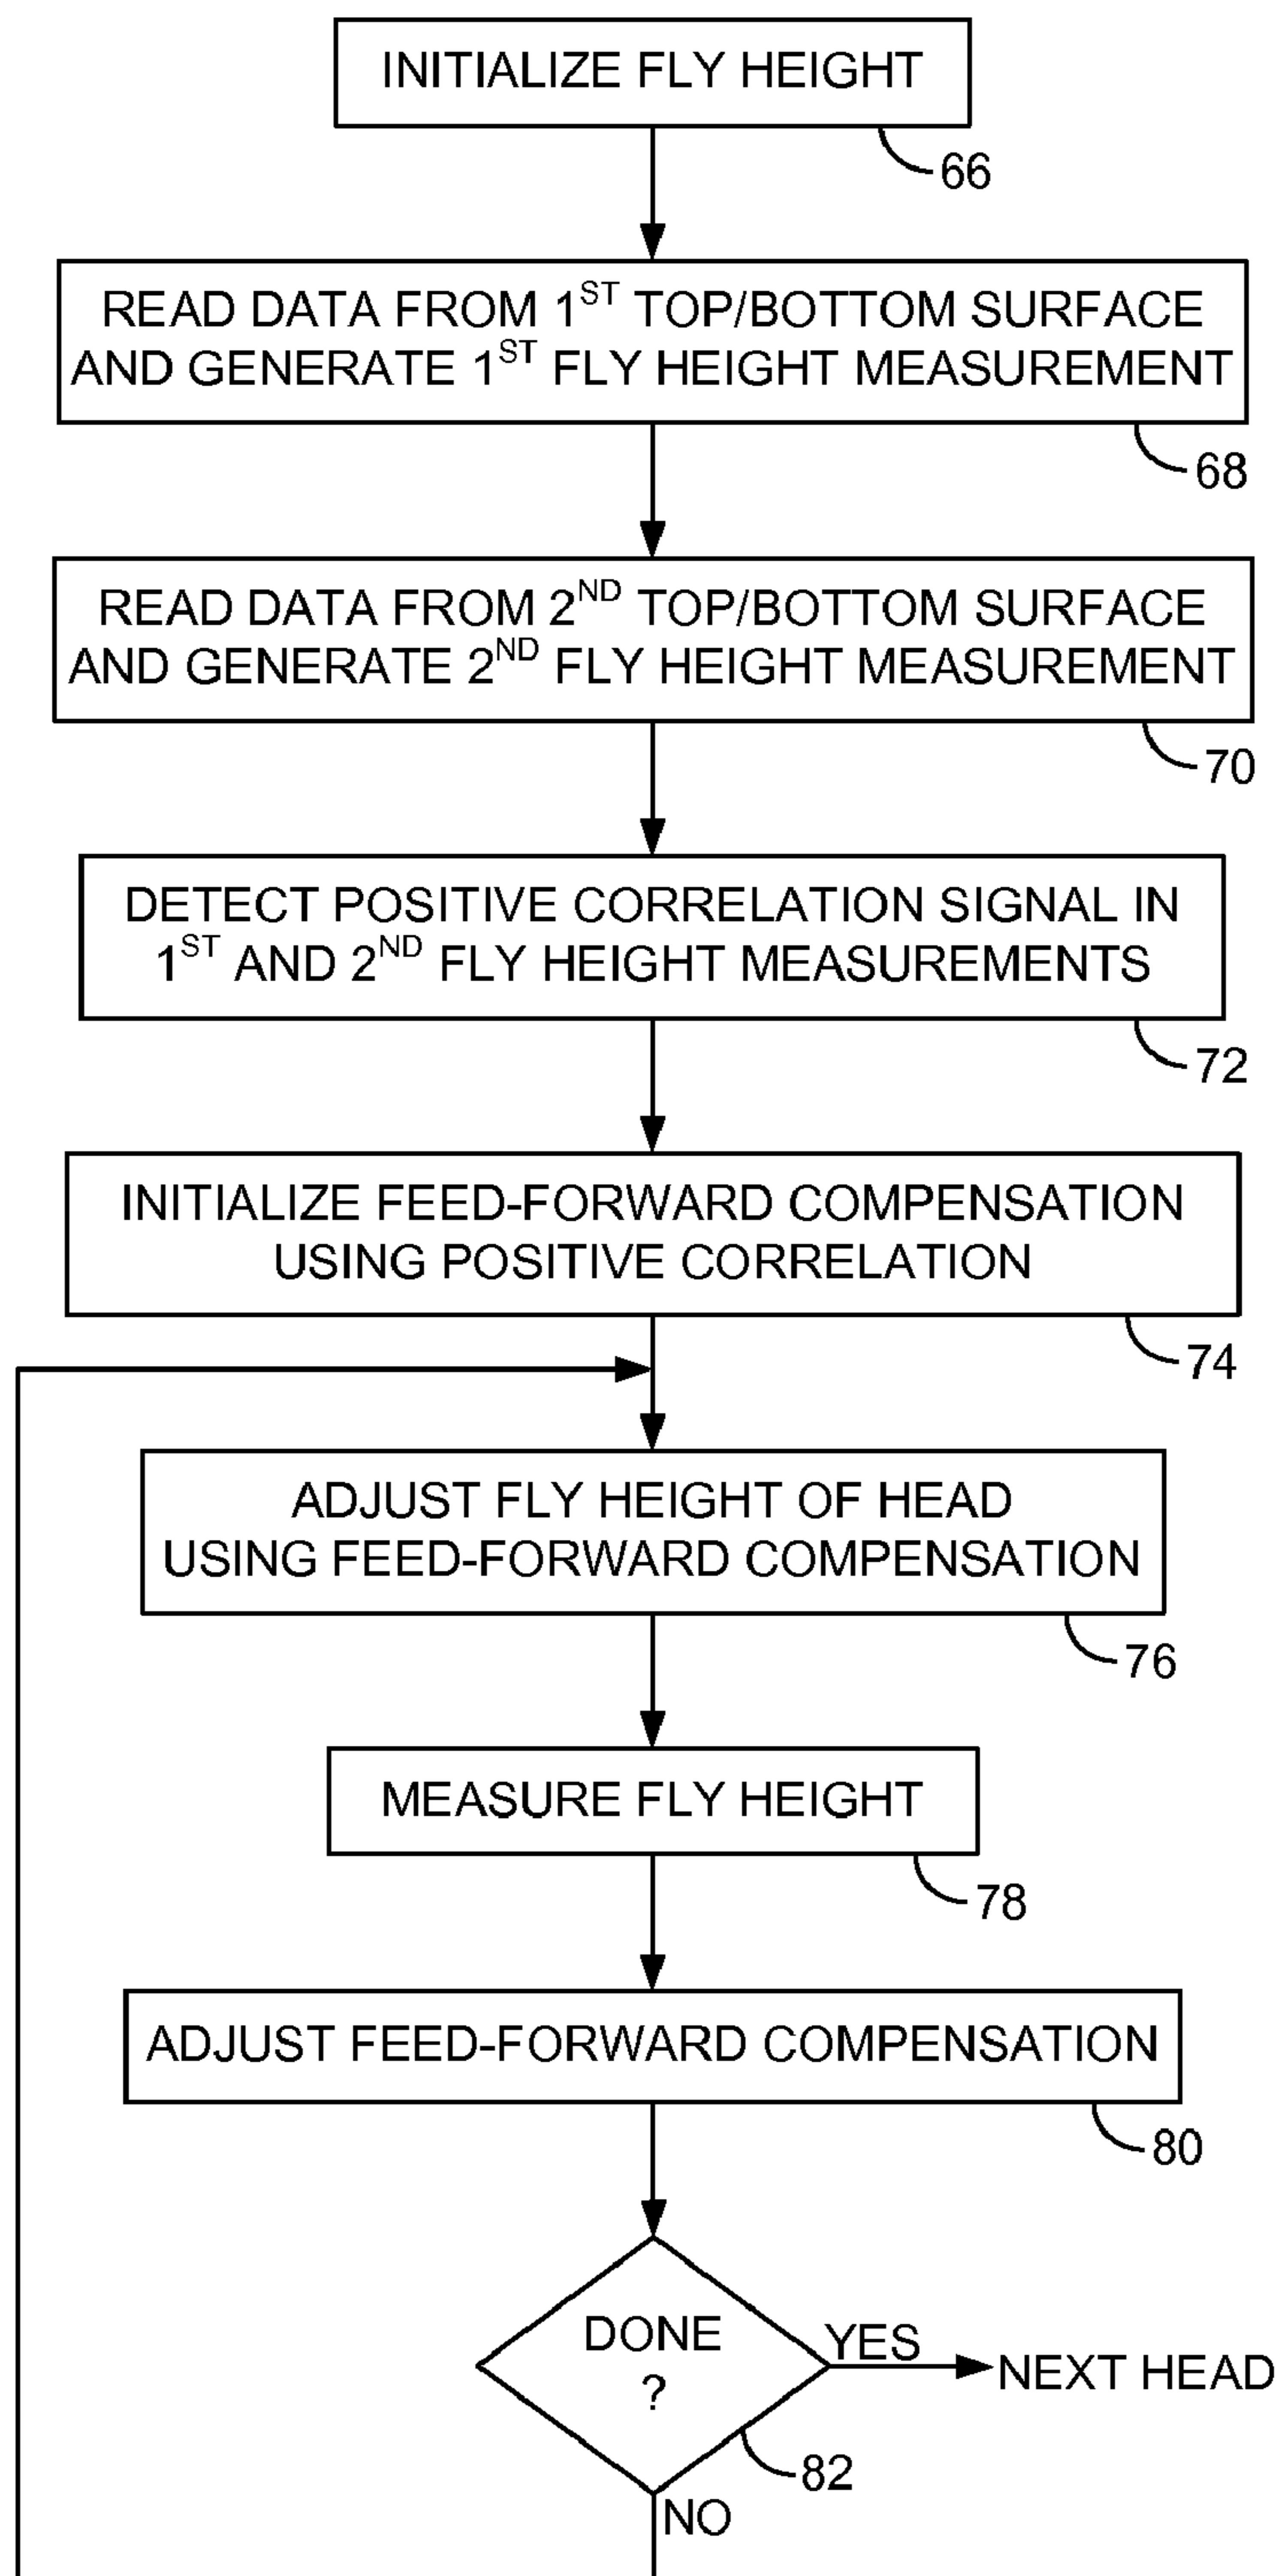 INITIALIZE FLY HEIGHT
66
READ DATA FROM 1ST TOP/BOTTOM SURFACE
AND GENERATE 1ST FLY HEIGHT MEASUREMENT
68
READ DATA FROM 2ND TOP/BOTTOM SURFACE
AND GENERATE 2ND FLY HEIGHT MEASUREMENT
70
DETECT POSITIVE CORRELATION SIGNAL IN
1ST AND 2ND FLY HEIGHT MEASUREMENTS
72
INITIALIZE FEED-FORWARD COMPENSATION
USING POSITIVE CORRELATION
74
ADJUST FLY HEIGHT OF HEAD
USING FEED-FORWARD COMPENSATION
76
MEASURE FLY HEIGHT
78
ADJUST FEED-FORWARD COMPENSATION
80
DONE
?
YES
NEXT HEAD
82
NO